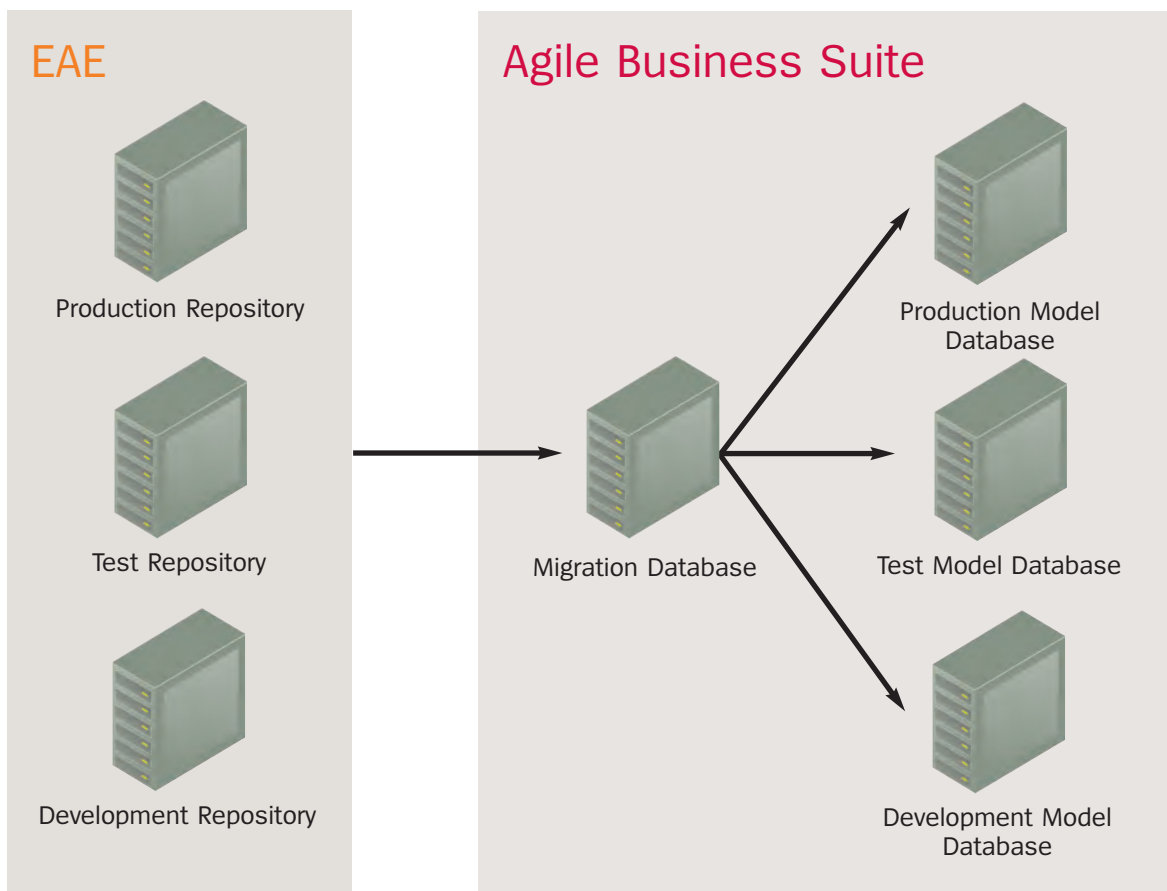 EAE
Production Repository
Test Repository
Development Repository
Agile Business Suite
Migration Database
Production Model
Database
Test Model Database
Development Model
Database